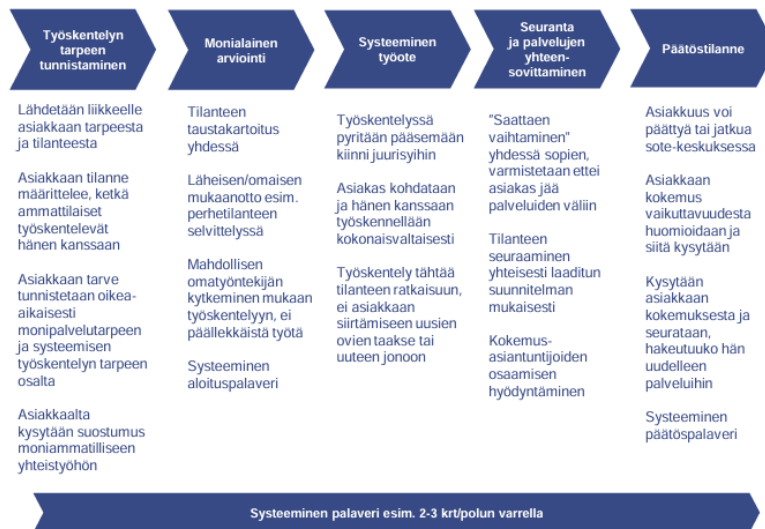 Työskentelyn
tarpeen
tunnistaminen
Lähdetään liikkeelle
asiakkaan tarpeesta
ja tilanteesta
Asiakkaan tilanne
määrittelee, ketkä
ammattilaiset
työskentelevät
hänen kanssaan
Asiakkaan tarve
tunnistetaan oikea-
aikaisesti
monipalvelutarpeen
ja systeemisen
työskentelyn tarpeen
osalta
Asiakkaalta
kysytään suostumus
moniammatilliseen
yhteistyöhön
Monialainen
arviointi
Tilanteen
taustakartoitus
yhdessä
Läheisen/omaisen
mukaanotto esim.
perhetilanteen
selvittelyssä
Mahdollisen
omatyöntekijän
kytkeminen mukaan
työskentelyyn, ei
päällekkäistä työtä
Systeeminen
aloituspalaveri
Systeeminen
työote
Työskentelyssä
pyritään pääsemään
kiinni juurisyihin
Asiakas kohdataan
ja hänen kanssaan
työskennellään
kokonaisvaltaisesti
Työskentely tähtää
tilanteen ratkaisuun,
ei asiakkaan
siirtämiseen uusien
ovien taakse tai
uuteen jonoon
Seuranta
ja palvelujen
yhteen-
sovittaminen
"Saattaen
vaihtaminen"
yhdessä sopien,
varmistetaan ettei
asiakas jää
palveluiden väliin
Tilanteen
seuraaminen
yhteisesti laaditun
suunnitelman
mukaisesti
Kokemus-
asiantuntijoiden
osaamisen
hyödyntäminen
Päätöstilanne
Asiakkuus voi
päättyä tai jatkua
sote-keskuksessa
Asiakkaan
kokemus
vaikuttavuudesta
huomioidaan ja
siitä kysytään
Kysytään
asiakkaan
kokemuksesta ja
seurataan,
hakeutuuko hän
uudelleen
palveluihin
Systeeminen
päätöspalaveri
Systeeminen palaveri esim. 2-3 krt/polun varrella